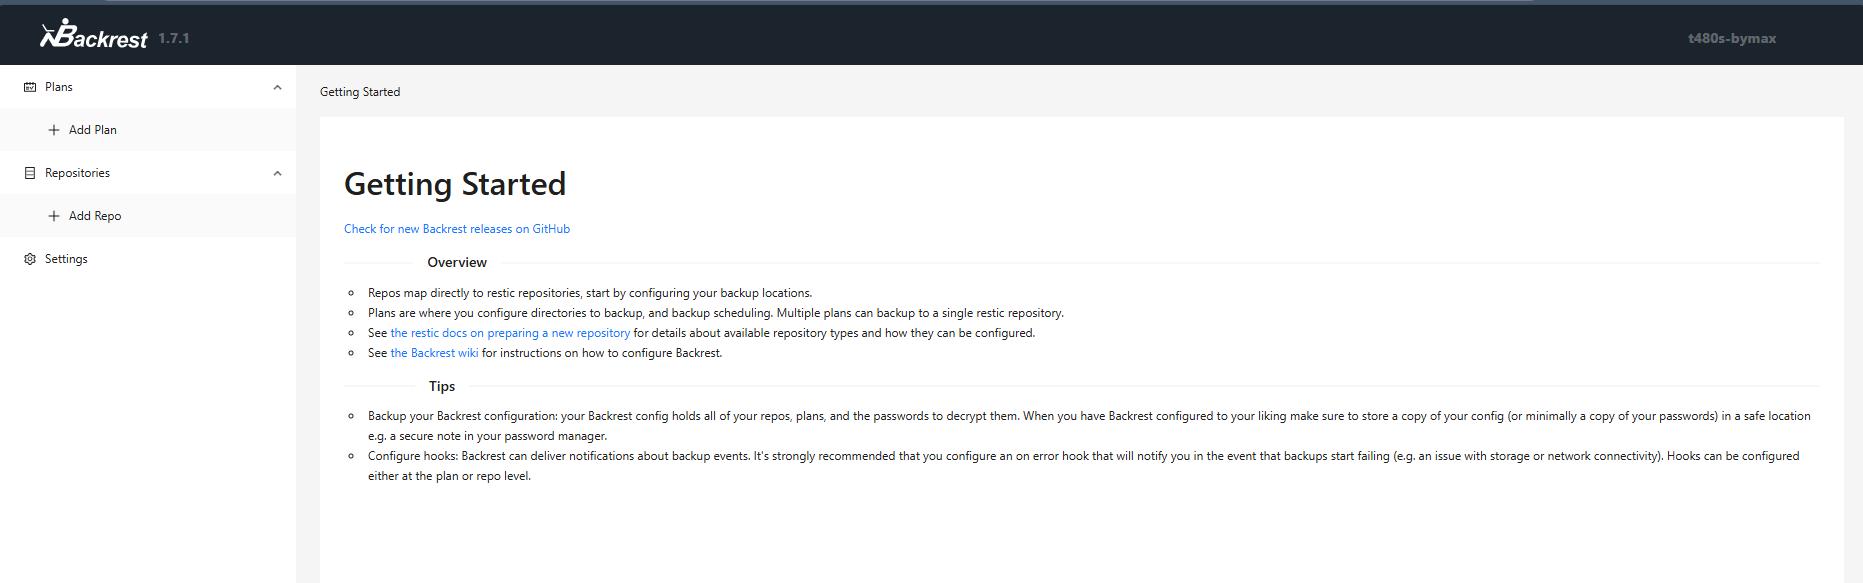 Backrest 1.7.1
t480s-bymax
Plans
Add Plan
Repositories
Add Repo
Settings
Getting Started
Getting Started
Check for new Backrest releases on GitHub
Overview
Repos map directly to restic repositories, start by configuring your backup locations.
Plans are where you configure directories to backup, and backup scheduling. Multiple plans can backup to a single restic repository.
See the restic docs on preparing a new repository for details about available repository types and how they can be configured.
See the Backrest wiki for instructions on how to configure Backrest.
Tips
Backup your Backrest configuration: your Backrest config holds all of your repos, plans, and the passwords to decrypt them. When you have Backrest configured to your liking make sure to store a copy of your config (or minimally a copy of your passwords) in a safe location
e.g. a secure note in your password manager.
Configure hooks: Backrest can deliver notifications about backup events. It's strongly recommended that you configure an on error hook that will notify you in the event that backups start failing (e.g. an issue with storage or network connectivity). Hooks can be configured
either at the plan or repo level.